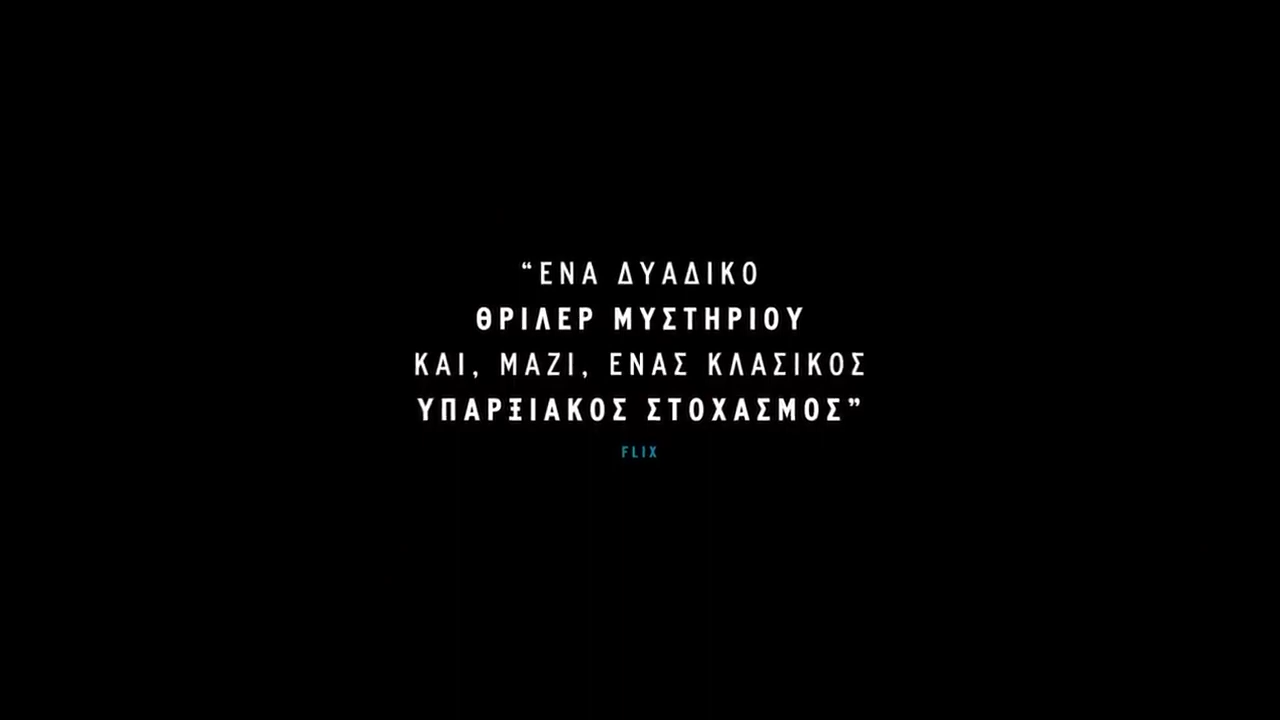 “ΕΝΑ ΔΥΑΔΙΚΟ
ΘΡΙΛΕΡ ΜΥΣΤΗΡΙΟΥ
ΚΑΙ, ΜΑΖΙ, ΕΝΑΣ ΚΛΑΣΙΚΟΣ
ΥΠΑΡΞΙΑΚΟΣ ΣΤΟΧΑΣΜΟΣ”
FLIX